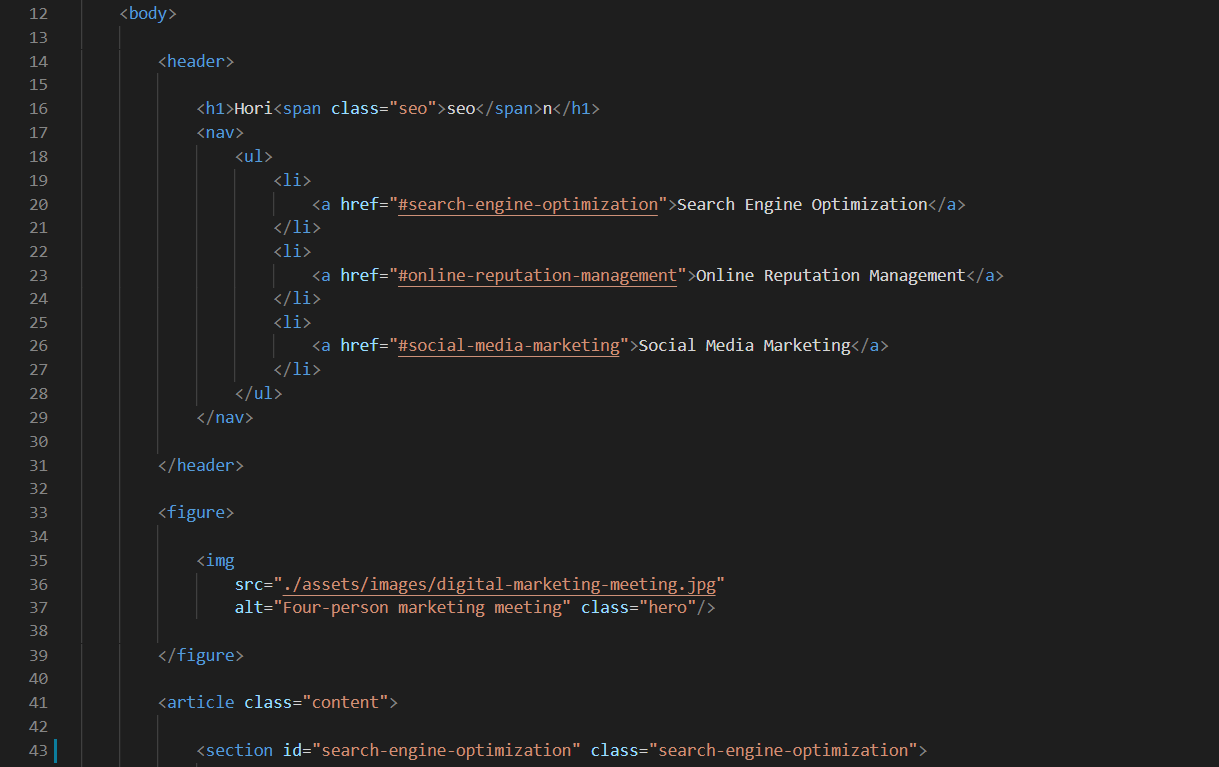 12 <body>
13
14 <header>
15
16 <h1>Hori<span class="seo">seo</span>n</h1>
17 <nav>
18 <ul>
19 <li>
20 <a href="#search-engine-optimization">Search Engine Optimization</a>
21 </li>
22 <li>
23 <a href="#online-reputation-management">Online Reputation Management</a>
24 </li>
25 <li>
26 <a href="#social-media-marketing">Social Media Marketing</a>
27 </li>
28 </ul>
29 </nav>
30
31 </header>
32
33 <figure>
34
35 <img
36 src="./assets/images/digital-marketing-meeting.jpg"
37 alt="Four-person marketing meeting" class="hero"/>
38
39 </figure>
40
41 <article class="content">
42
43 <section id="search-engine-optimization" class="search-engine-optimization">